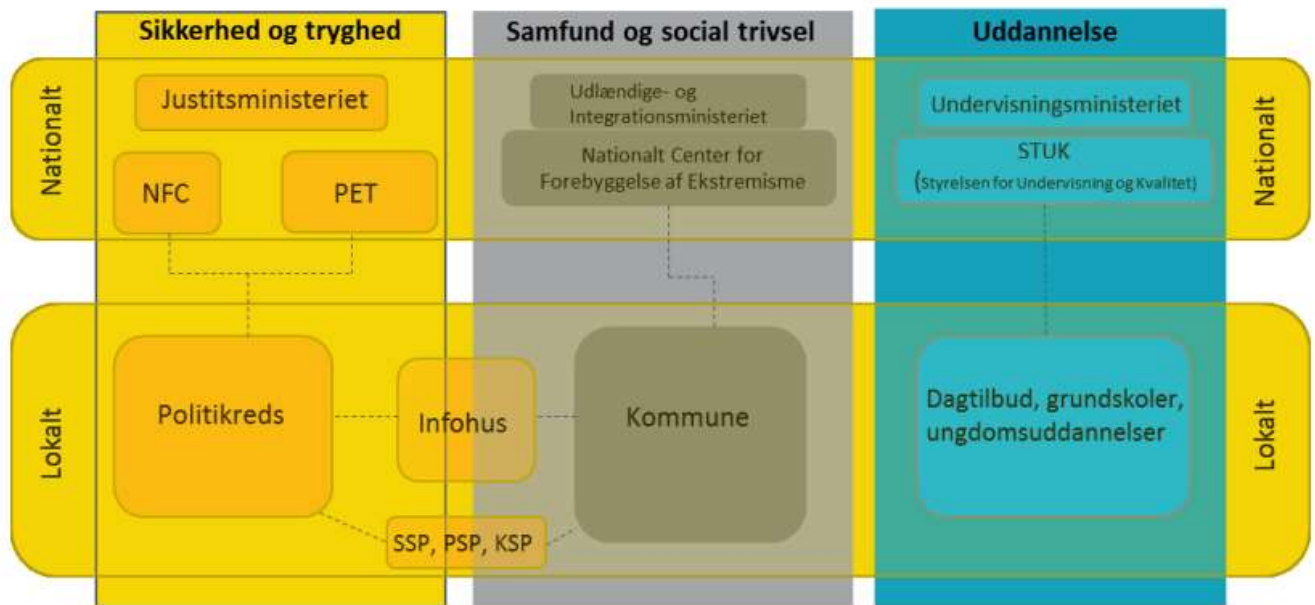 Sikkerhed og tryghed
Samfund og social trivsel
Uddannelse
Nationalt
Justitsministeriet
NFC
PET
Udlændige- og
Integrationsministeriet
Nationalt Center for
Forebyggelse af Ekstremisme
Undervisningsministeriet
STUK
(Styrelsen for Undervisning og Kvalitet)
Nationalt
Lokalt
Politikreds
Infohus
SSP, PSP, KSP
Kommune
Dagtilbud, grundskoler,
ungdomsuddannelser
Lokalt